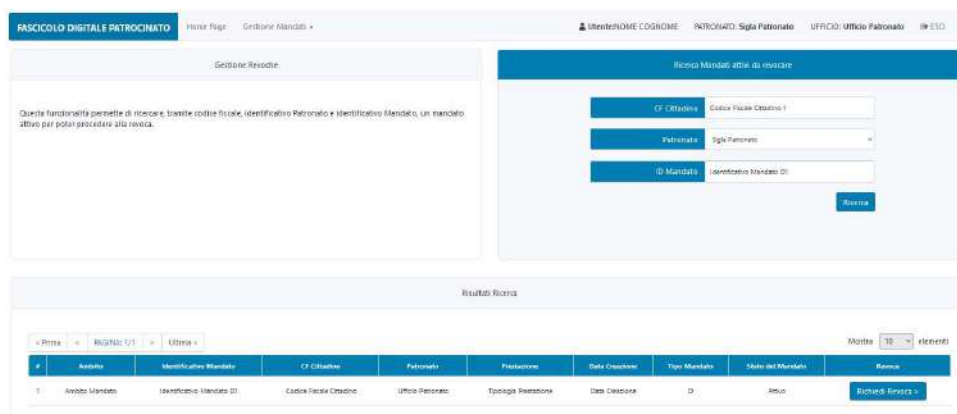 FASCICOLO DIGITALE PATROCINATO Home Page Gestione Mandati
Utente: NOME COGNOME PATRONATO: Sigla Patronato UFFICIO: Ufficio Patronato
Gestione Revoche
Questa funzionalità permette di ricercare, tramite codice fiscale, identificativo Patronato e identificativo Mandato, un mandato
attivo per poter procedere alla revoca.
Ricerca Mandati attivi da revocare
CF Cittadino Codice Fiscale Cittadino 1
Patronato Sigla Patronato
ID Mandato Identificativo Mandato 01
Ricerca
Risultati Ricerca
« Prima < PAGINA: 1/1 > Ultima »
Mostra 10 elementi
# Ambito Identificativo Mandato CF Cittadino Patronato Prestazione Data Creazione Tipo Mandato Stato del Mandato Revoca
1 Ambito Mandato Identificativo Mandato 01 Codice Fiscale Cittadino Ufficio Patronato Tipologia Prestazione Data Creazione D Attivo Richiedi Revoca >